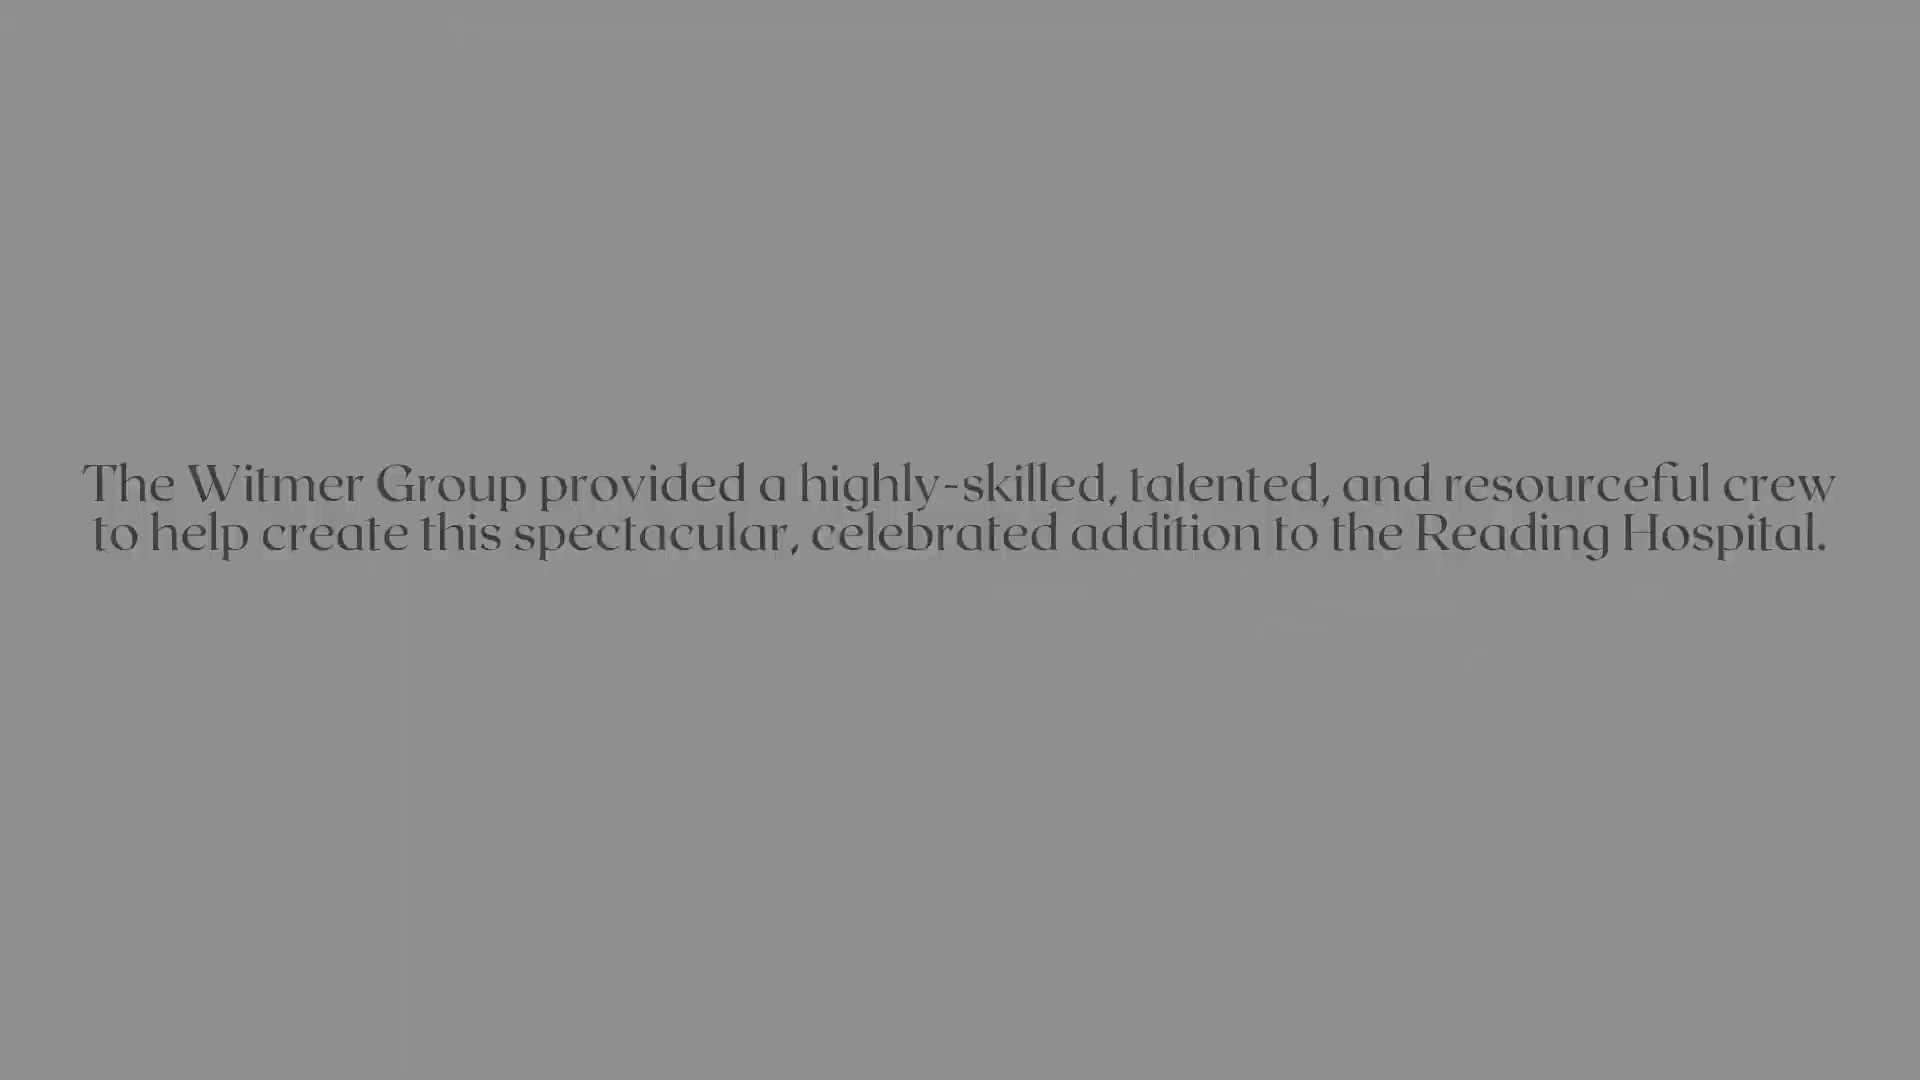 The Witmer Group provided a highly-skilled, talented, and resourceful crew
to help create this spectacular, celebrated addition to the Reading Hospital.